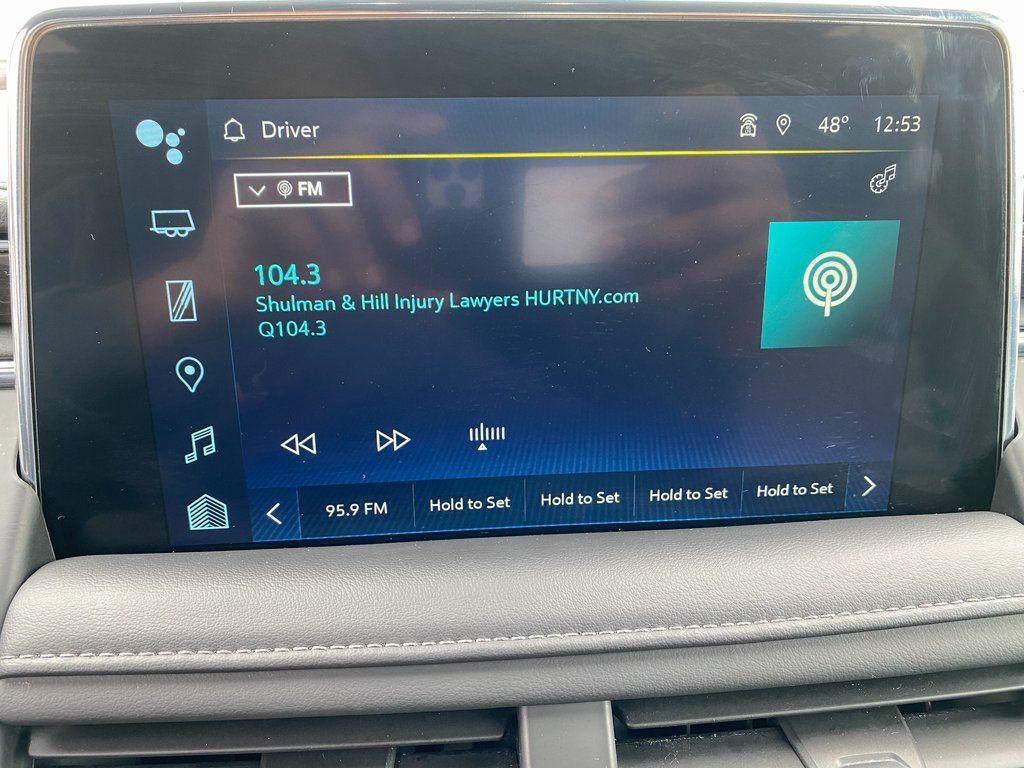 Driver
48° 12:53
FM
104.3
Shulman & Hill Injury Lawyers HURTNY.com
Q104.3
95.9 FM Hold to Set Hold to Set Hold to Set Hold to Set